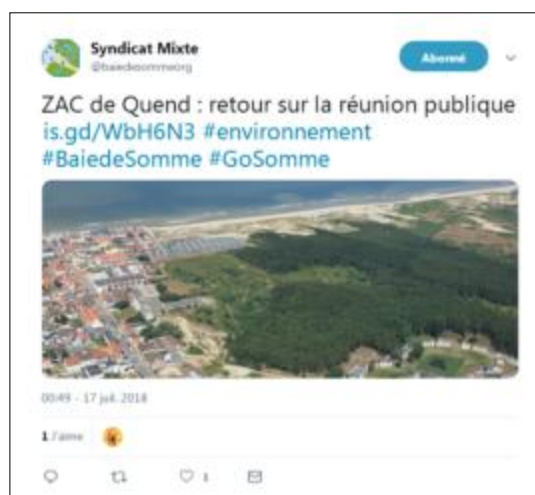 Syndicat Mixte
@baiedesommeorg
Abonné
ZAC de Quend : retour sur la réunion publique
is.gd/WbH6N3 #environnement
#BaiedeSomme #GoSomme
00:49 - 17 juil. 2018
1 J'aime
1